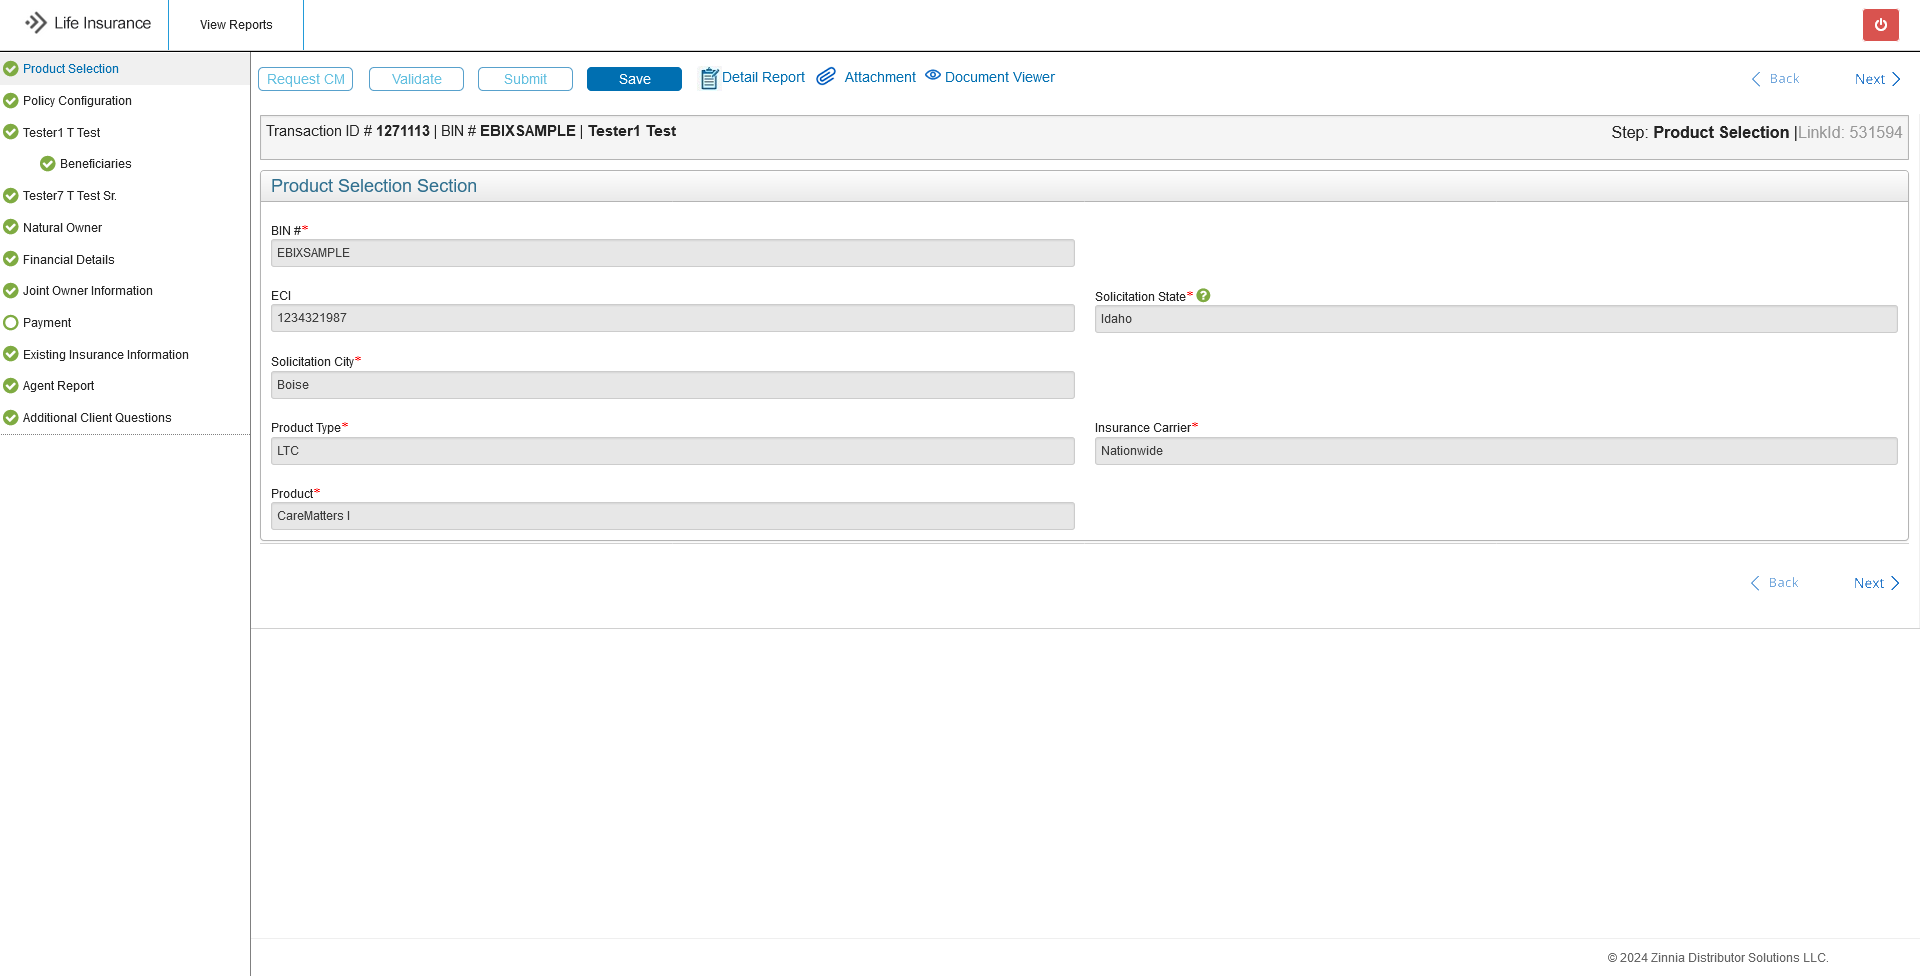 Life Insurance
View Reports
Product Selection
Policy Configuration
Tester1 T Test
Beneficiaries
Tester7 T Test Sr.
Natural Owner
Financial Details
Joint Owner Information
Payment
Existing Insurance Information
Agent Report
Additional Client Questions
Request CM
Validate
Submit
Save
Detail Report
Attachment
Document Viewer
Back
Next
Transaction ID # 1271113 | BIN # EBIXSAMPLE | Tester1 Test
Step: Product Selection |LinkId: 531594
Product Selection Section
BIN #*
EBIXSAMPLE
ECI
1234321987
Solicitation State* ?
Idaho
Solicitation City*
Boise
Product Type*
LTC
Insurance Carrier*
Nationwide
Product*
CareMatters I
Back
Next
© 2024 Zinnia Distributor Solutions LLC.